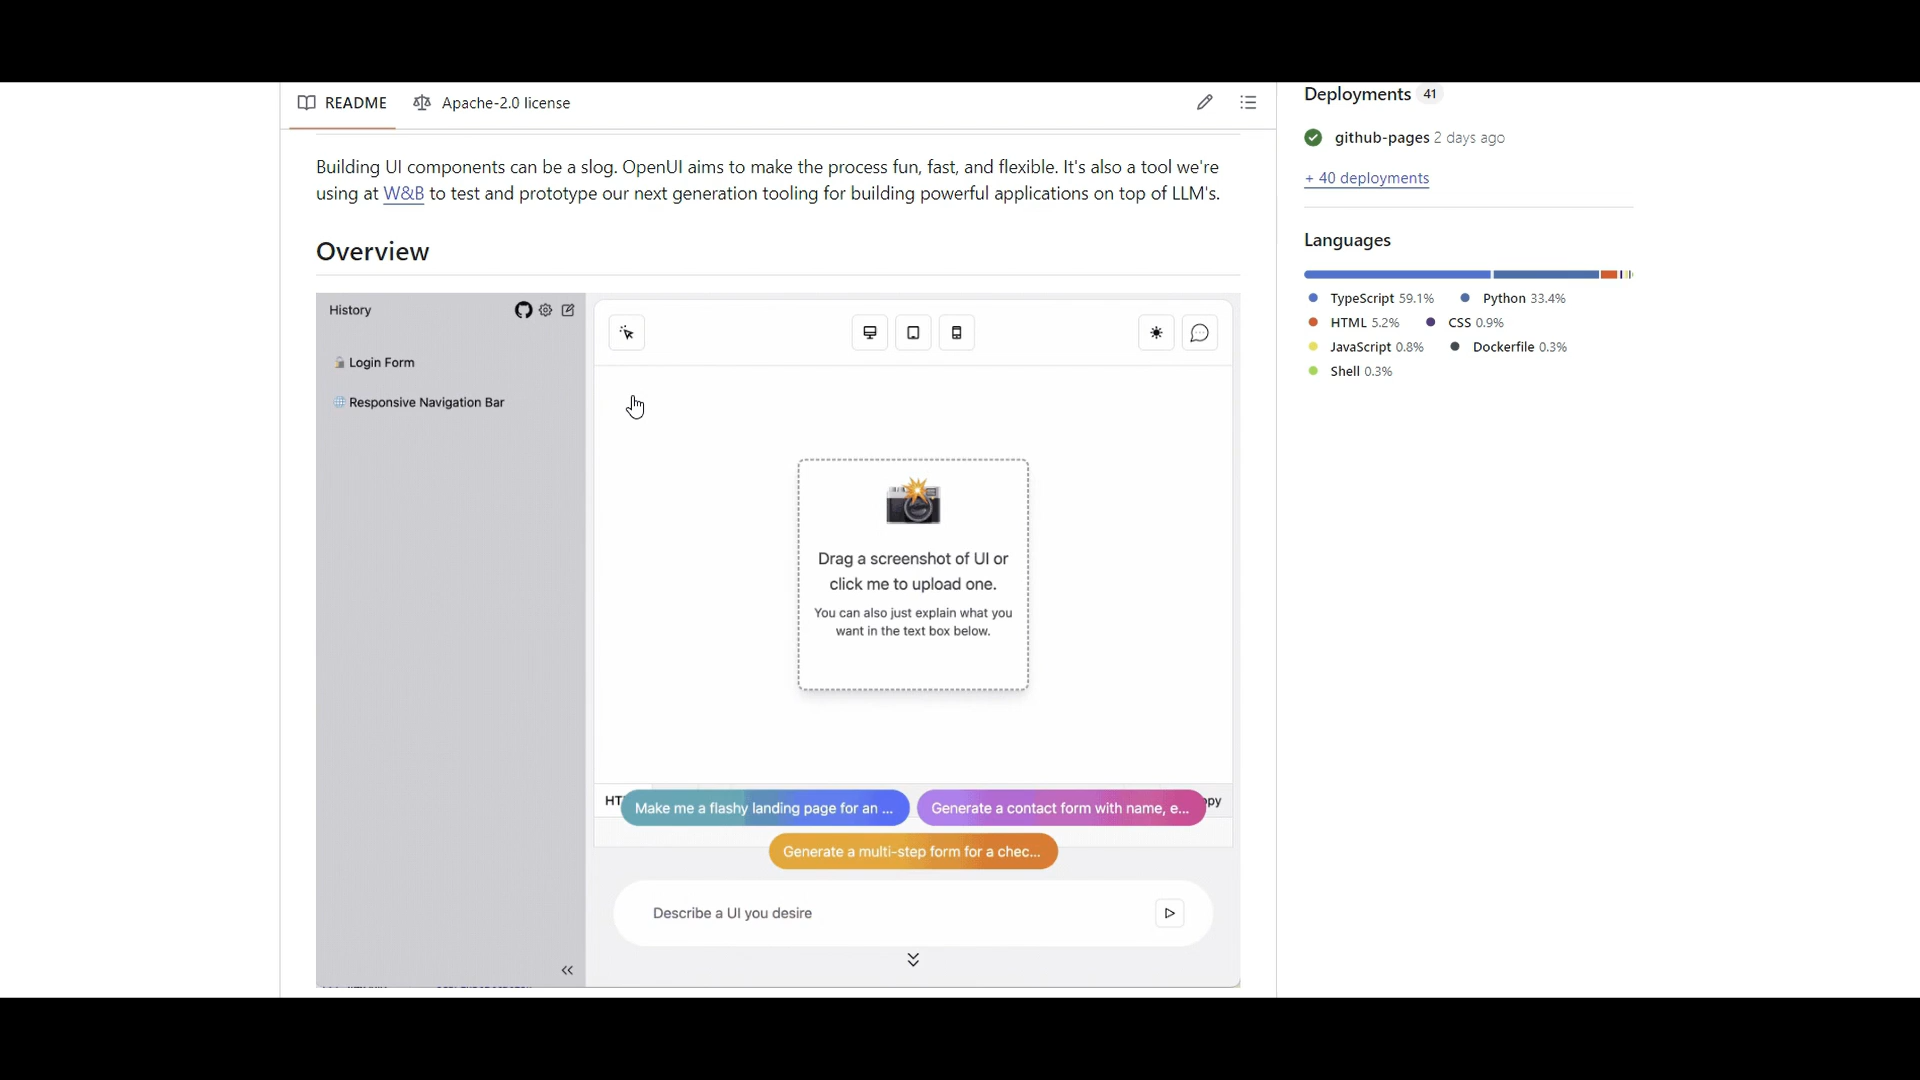 README
Apache-2.0 license
Building UI components can be a slog. OpenUI aims to make the process fun, fast, and flexible. It's also a tool we're
using at W&B to test and prototype our next generation tooling for building powerful applications on top of LLM's.
Overview
History
Login Form
Responsive Navigation Bar
Drag a screenshot of UI or
click me to upload one.
You can also just explain what you
want in the text box below.
Make me a flashy landing page for an ...
Generate a contact form with name, e...
Generate a multi-step form for a chec...
Describe a UI you desire
Deployments 41
github-pages 2 days ago
+ 40 deployments
Languages
TypeScript 59.1% Python 33.4%
HTML 5.2% CSS 0.9%
JavaScript 0.8% Dockerfile 0.3%
Shell 0.3%